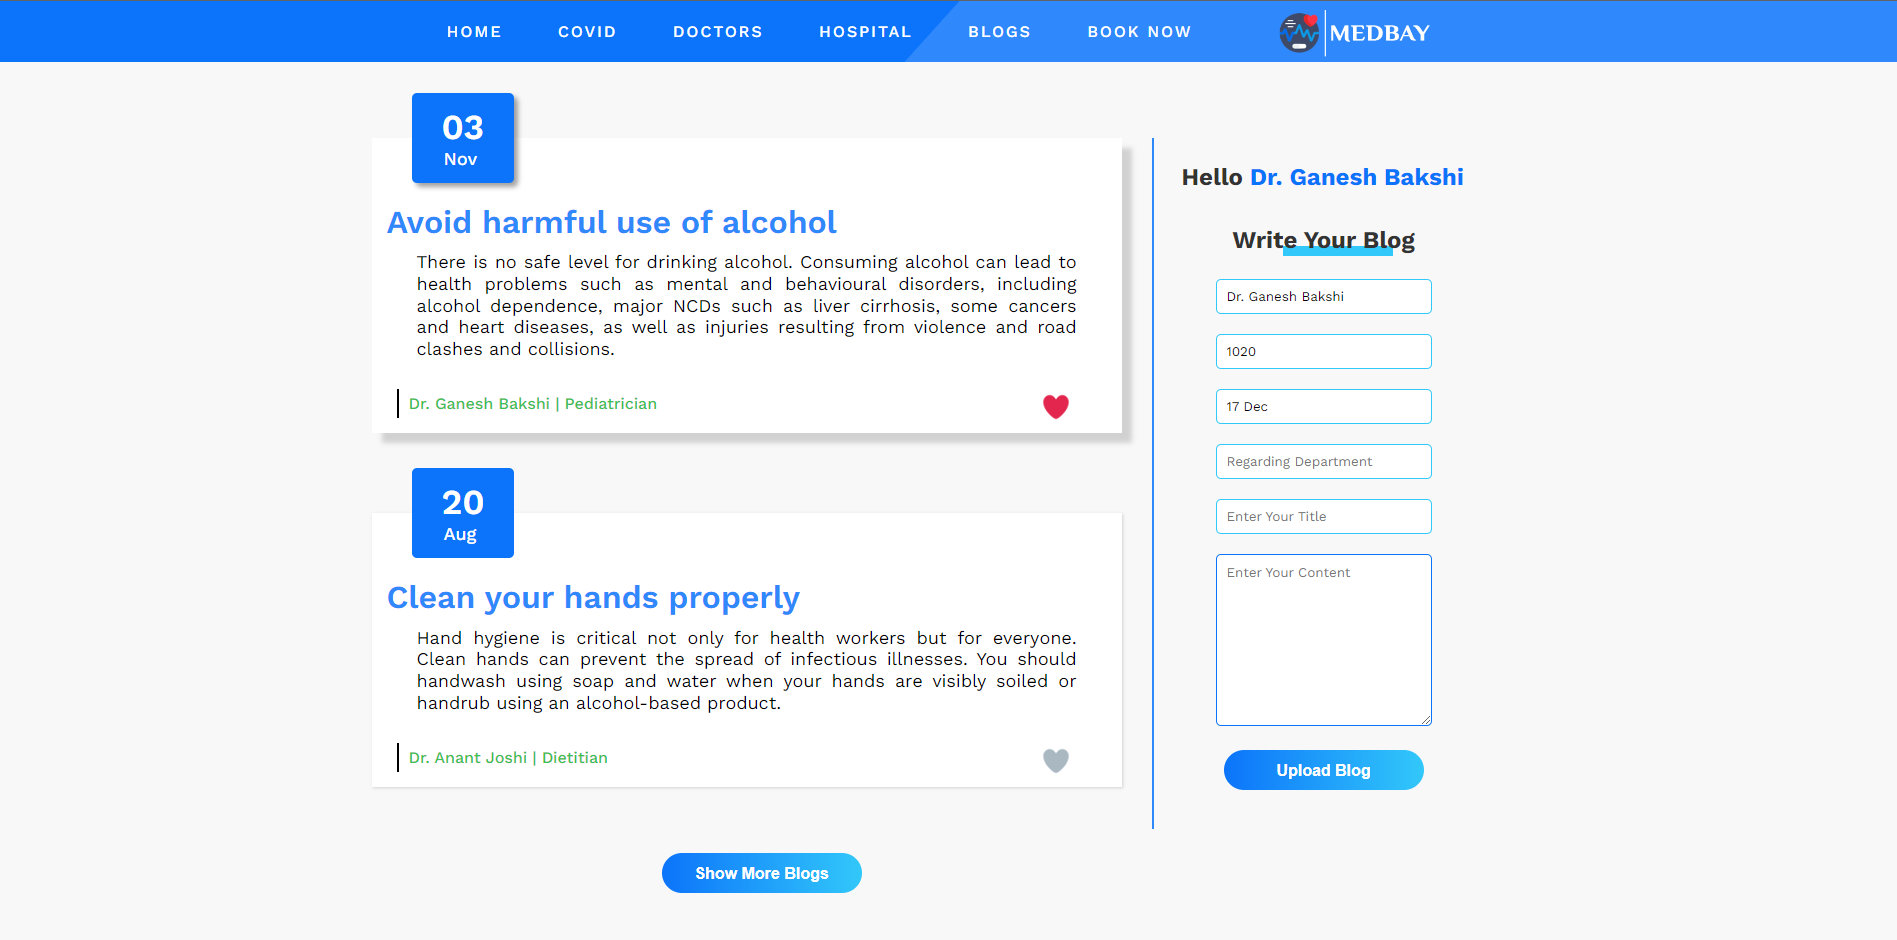 HOME COVID DOCTORS HOSPITAL BLOGS BOOK NOW MEDBAY
03
Nov
Avoid harmful use of alcohol
There is no safe level for drinking alcohol. Consuming alcohol can lead to
health problems such as mental and behavioural disorders, including
alcohol dependence, major NCDs such as liver cirrhosis, some cancers
and heart diseases, as well as injuries resulting from violence and road
clashes and collisions.
Dr. Ganesh Bakshi | Pediatrician
20
Aug
Clean your hands properly
Hand hygiene is critical not only for health workers but for everyone.
Clean hands can prevent the spread of infectious illnesses. You should
handwash using soap and water when your hands are visibly soiled or
handrub using an alcohol-based product.
Dr. Anant Joshi | Dietitian
Show More Blogs
Hello Dr. Ganesh Bakshi
Write Your Blog
Dr. Ganesh Bakshi
1020
17 Dec
Regarding Department
Enter Your Title
Enter Your Content
Upload Blog